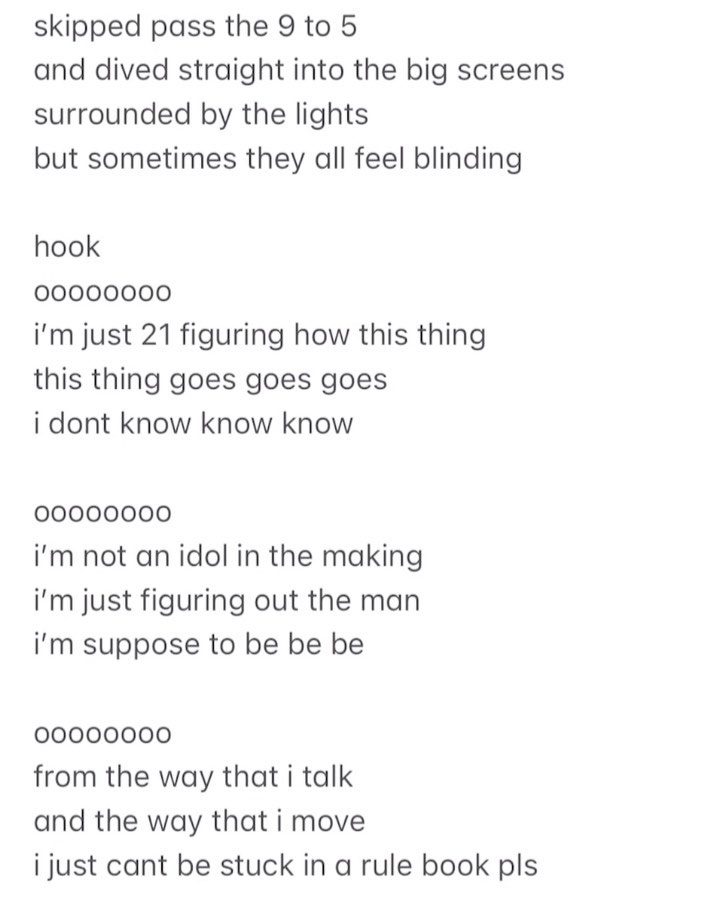 skipped pass the 9 to 5
and dived straight into the big screens
surrounded by the lights
but sometimes they all feel blinding
hook
oooooooo
i'm just 21 figuring how this thing
this thing goes goes goes
i dont know know know
oooooooo
i'm not an idol in the making
i'm just figuring out the man
i'm suppose to be be be
oooooooo
from the way that i talk
and the way that i move
i just cant be stuck in a rule book pls